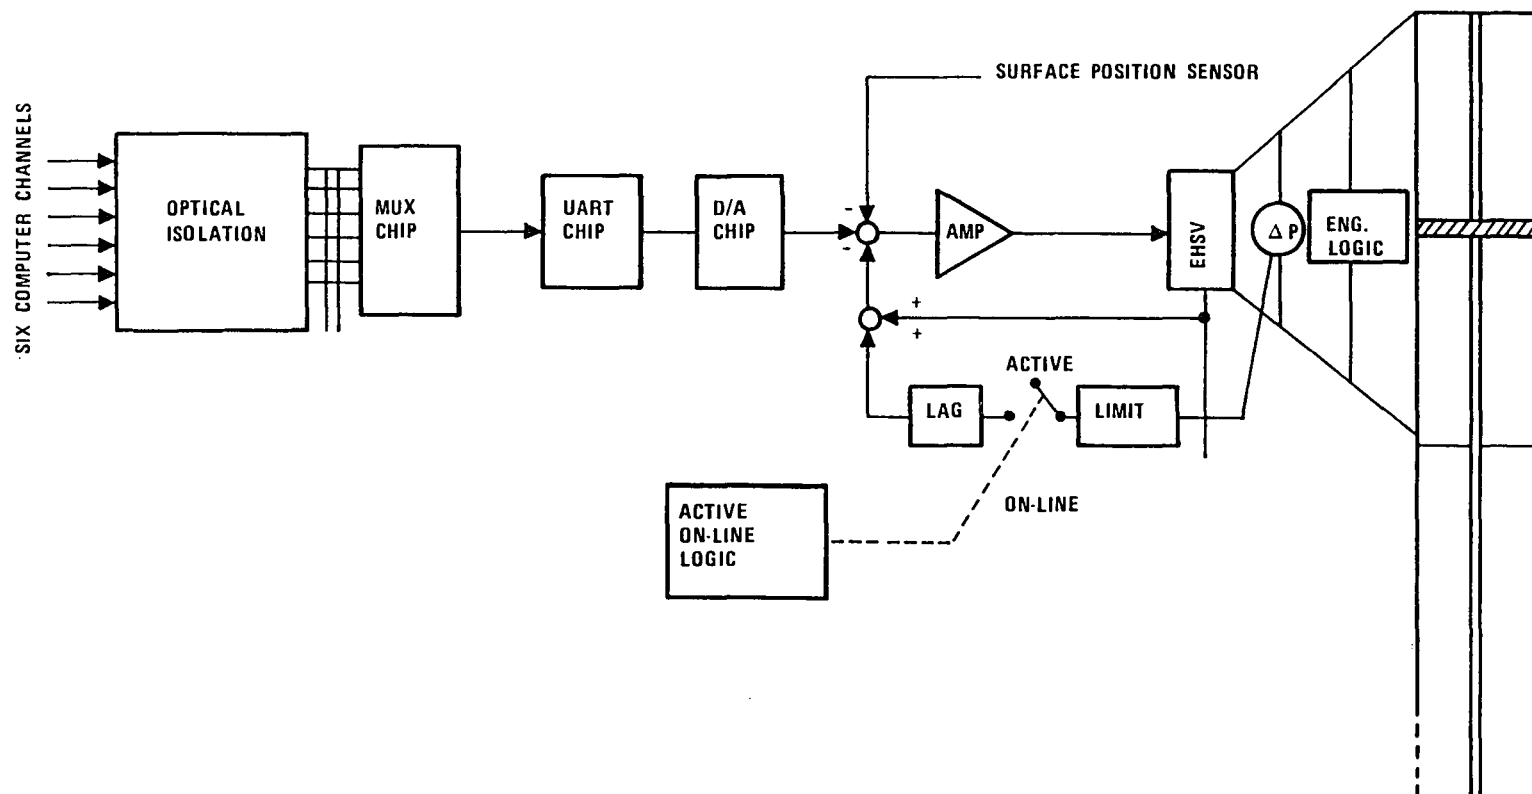 SURFACE POSITION SENSOR
SIX COMPUTER CHANNELS
OPTICAL
ISOLATION
MUX
CHIP
UART
CHIP
D/A
CHIP
-
-
AMP
EHSV
Δ P
ENG.
LOGIC
+
+
ACTIVE
LAG
LIMIT
ON-LINE
ACTIVE
ON-LINE
LOGIC